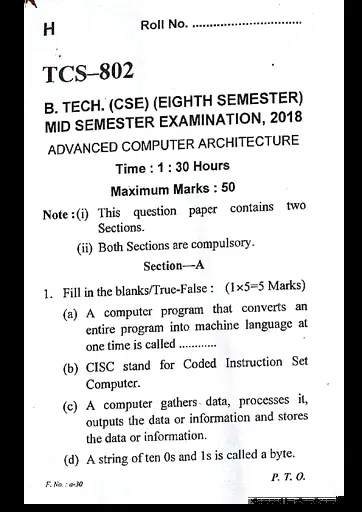 H
Roll No. ................................
TCS–802
B. TECH. (CSE) (EIGHTH SEMESTER)
MID SEMESTER EXAMINATION, 2018
ADVANCED COMPUTER ARCHITECTURE
Time : 1 : 30 Hours
Maximum Marks : 50
Note : (i) This question paper contains two
Sections.
(ii) Both Sections are compulsory.
Section—A
1. Fill in the blanks/True-False : (1×5=5 Marks)
(a) A computer program that converts an
entire program into machine language at
one time is called ............
(b) CISC stand for Coded Instruction Set
Computer.
(c) A computer gathers data, processes it,
outputs the data or information and stores
the data or information.
(d) A string of ten 0s and 1s is called a byte.
P. T. O.
F. No. : a-30